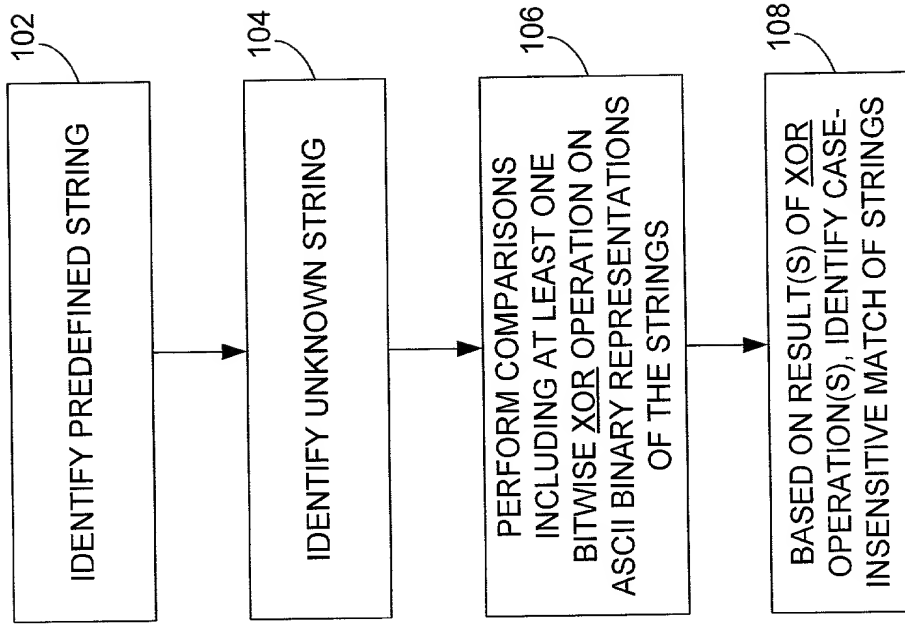 102
IDENTIFY PREDEFINED STRING
104
IDENTIFY UNKNOWN STRING
106
PERFORM COMPARISONS
INCLUDING AT LEAST ONE
BITWISE XOR OPERATION ON
ASCII BINARY REPRESENTATIONS
OF THE STRINGS
108
BASED ON RESULT(S) OF XOR
OPERATION(S), IDENTIFY CASE-
INSENSITIVE MATCH OF STRINGS